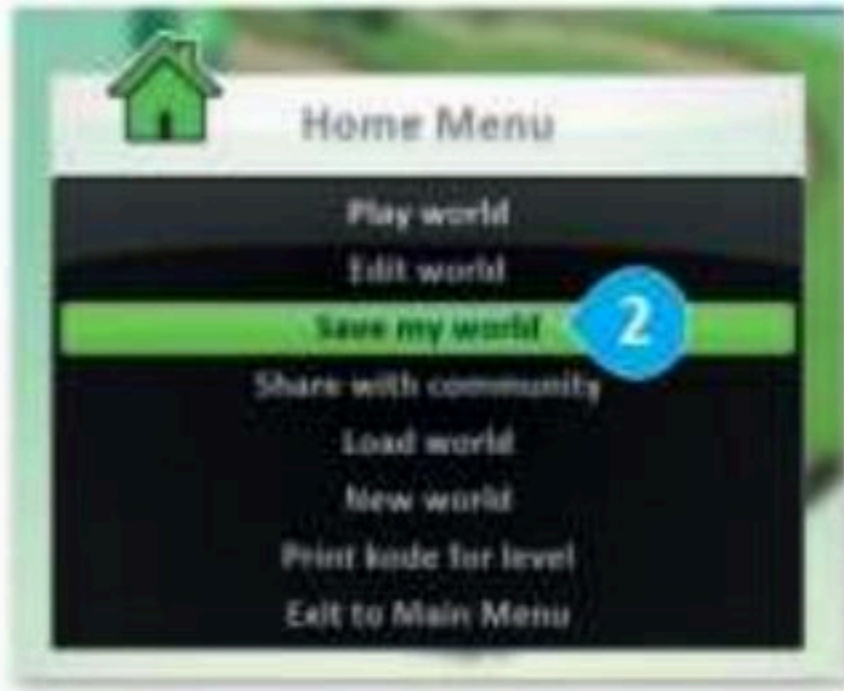 Home Menu
Play world
Edit world
Save my world 2
Share with community
Load world
New world
Print kode for level
Exit to Main Menu